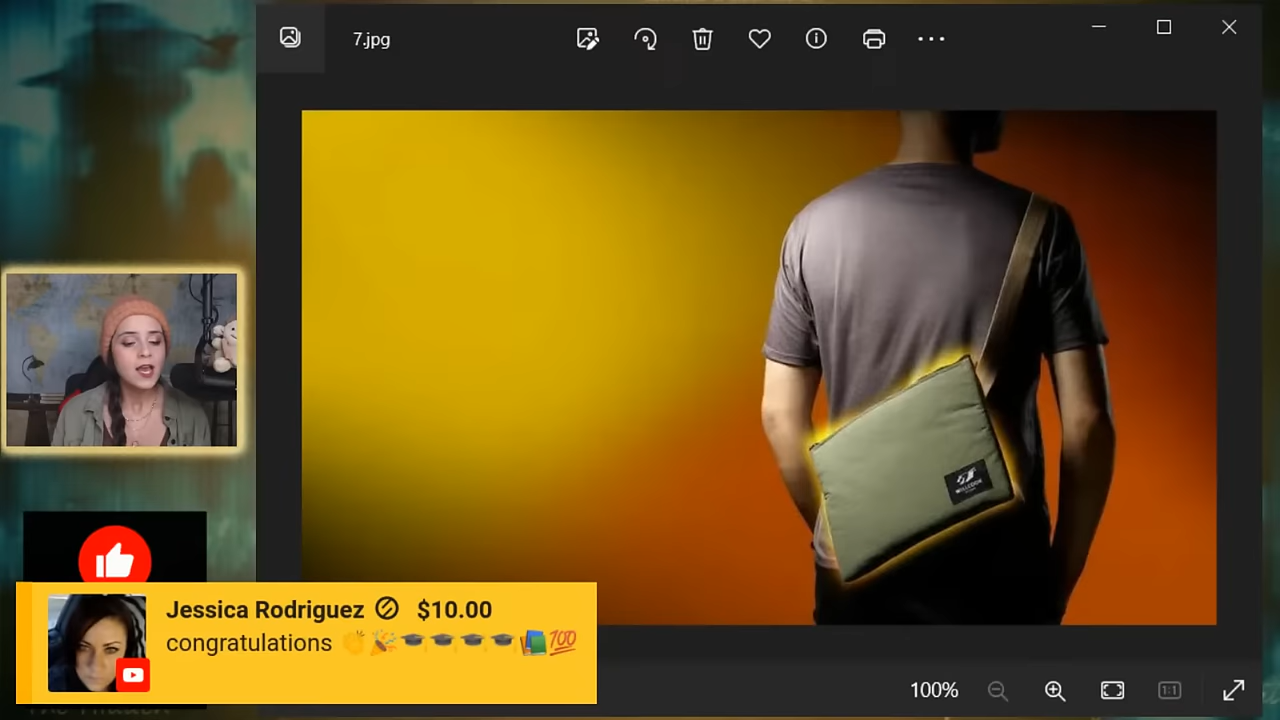 7.jpg
Jessica Rodriguez $10.00
congratulations 👏🎉🎓🎓🎓🎓📚💯
100%
1:1